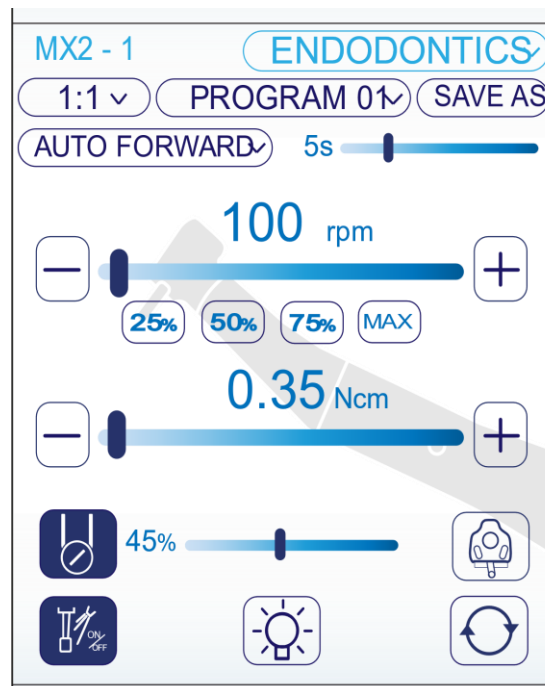 MX2 - 1 ENDODONTICS
1:1 PROGRAM 01 SAVE AS
AUTO FORWARD 5s
100 rpm
25% 50% 75% MAX
0.35 Ncm
45%
ON/OFF